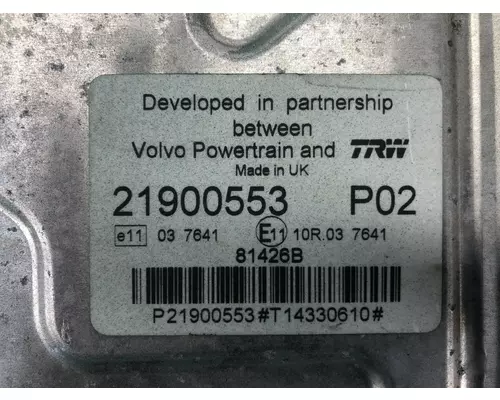 Developed in partnership
between
Volvo Powertrain and TRW
Made in UK
21900553 P02
e11 03 7641 E11 10R.03 7641
81426B
P21900553#T14330610#